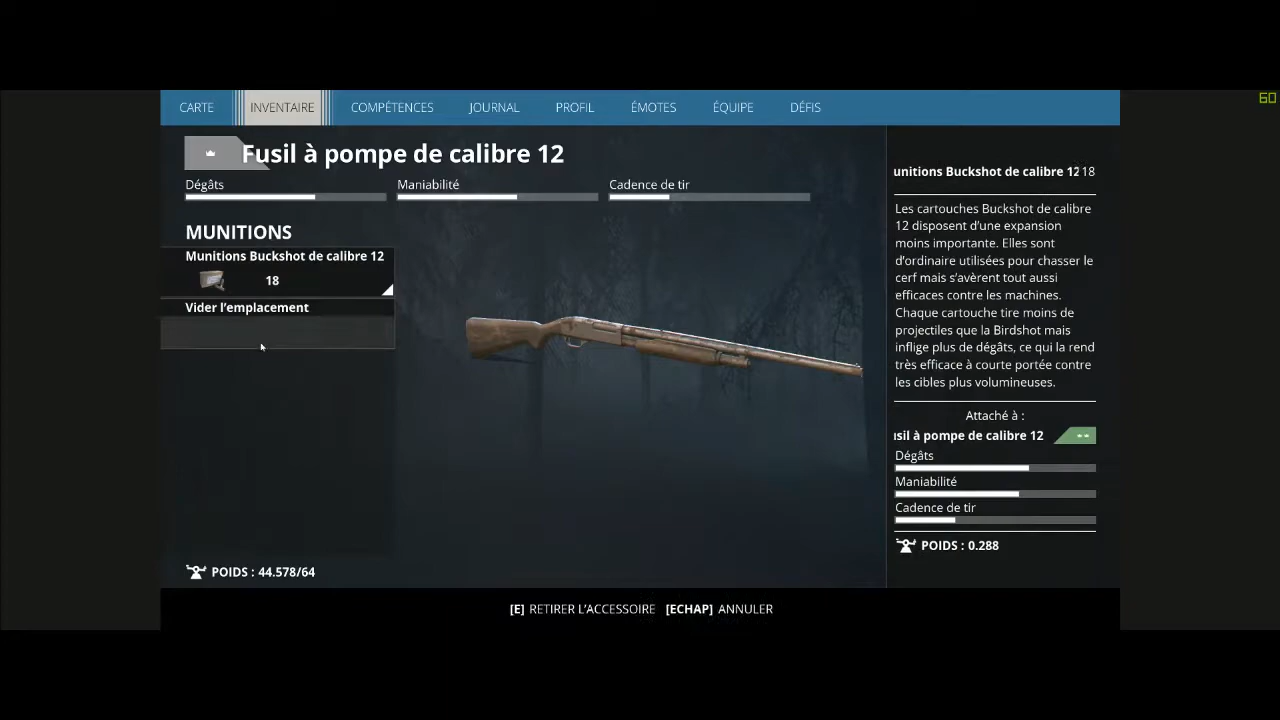 60
CARTE INVENTAIRE COMPÉTENCES JOURNAL PROFIL ÉMOTES ÉQUIPE DÉFIS
Fusil à pompe de calibre 12
Dégâts Maniabilité Cadence de tir
MUNITIONS
Munitions Buckshot de calibre 12
18
Vider l’emplacement
POIDS : 44.578/64
unitions Buckshot de calibre 12 18
Les cartouches Buckshot de calibre
12 disposent d’une expansion
moins importante. Elles sont
d’ordinaire utilisées pour chasser le
cerf mais s’avèrent tout aussi
efficaces contre les machines.
Chaque cartouche tire moins de
projectiles que la Birdshot mais
inflige plus de dégâts, ce qui la rend
très efficace à courte portée contre
les cibles plus volumineuses.
Attaché à :
usil à pompe de calibre 12
Dégâts
Maniabilité
Cadence de tir
POIDS : 0.288
[E] RETIRER L’ACCESSOIRE [ECHAP] ANNULER